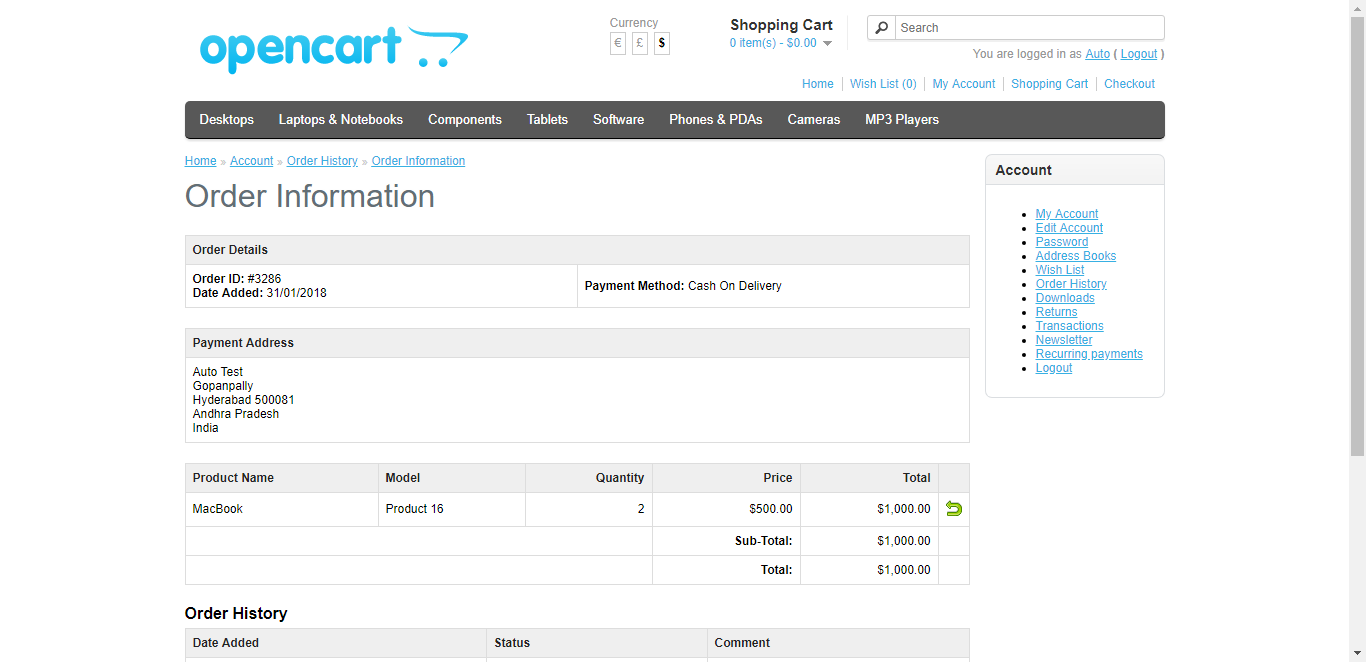 opencart
Currency
€ £ $
Shopping Cart
0 item(s) - $0.00
Search
You are logged in as Auto ( Logout )
Home Wish List (0) My Account Shopping Cart Checkout
Desktops Laptops & Notebooks Components Tablets Software Phones & PDAs Cameras MP3 Players
Home » Account » Order History » Order Information
Order Information
Order Details
Order ID: #3286
Date Added: 31/01/2018
Payment Method: Cash On Delivery
Payment Address
Auto Test
Gopanpally
Hyderabad 500081
Andhra Pradesh
India
Product Name Model Quantity Price Total
MacBook Product 16 2 $500.00 $1,000.00
Sub-Total: $1,000.00
Total: $1,000.00
Order History
Date Added Status Comment
Account
My Account
Edit Account
Password
Address Books
Wish List
Order History
Downloads
Returns
Transactions
Newsletter
Recurring payments
Logout